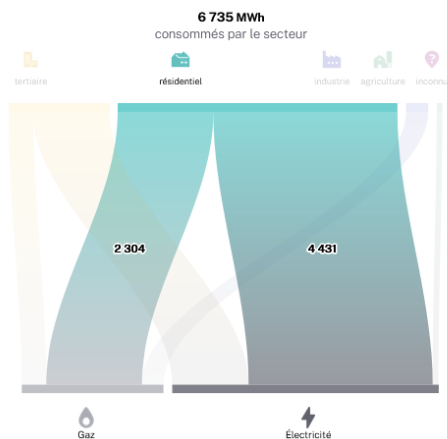 6 735 MWh
consommés par le secteur
tertiaire résidentiel industrie agriculture inconnu
2 304 4 431
Gaz Électricité